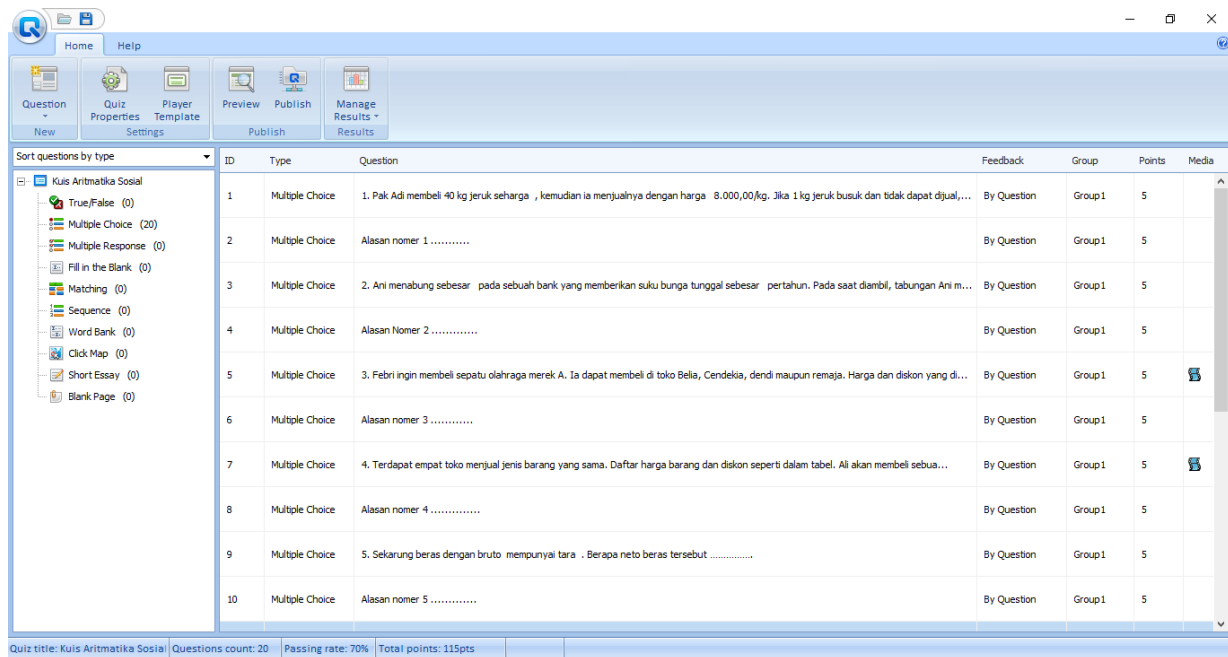 Home Help
Question
Quiz Properties
Player Template
Preview
Publish
Manage Results
New
Settings
Publish
Results
Sort questions by type
ID Type Question Feedback Group Points Media
Kuis Aritmatika Sosial
True/False (0)
Multiple Choice (20)
Multiple Response (0)
Fill in the Blank (0)
Matching (0)
Sequence (0)
Word Bank (0)
Click Map (0)
Short Essay (0)
Blank Page (0)
1 Multiple Choice 1. Pak Adi membeli 40 kg jeruk seharga , kemudian ia menjualnya dengan harga 8.000,00/kg. Jika 1 kg jeruk busuk dan tidak dapat dijual,... By Question Group1 5
2 Multiple Choice Alasan nomer 1 ........... By Question Group1 5
3 Multiple Choice 2. Ani menabung sebesar pada sebuah bank yang memberikan suku bunga tunggal sebesar pertahun. Pada saat diambil, tabungan Ani m... By Question Group1 5
4 Multiple Choice Alasan Nomer 2 ............. By Question Group1 5
5 Multiple Choice 3. Febri ingin membeli sepatu olahraga merek A. Ia dapat membeli di toko Belia, Cendekia, dendi maupun remaja. Harga dan diskon yang di... By Question Group1 5
6 Multiple Choice Alasan nomer 3 ............ By Question Group1 5
7 Multiple Choice 4. Terdapat empat toko menjual jenis barang yang sama. Daftar harga barang dan diskon seperti dalam tabel. Ali akan membeli sebua... By Question Group1 5
8 Multiple Choice Alasan nomer 4 .............. By Question Group1 5
9 Multiple Choice 5. Sekarung beras dengan bruto mempunyai tara . Berapa neto beras tersebut ............... By Question Group1 5
10 Multiple Choice Alasan nomer 5 ............. By Question Group1 5
Quiz title: Kuis Aritmatika Sosial Questions count: 20 Passing rate: 70% Total points: 115pts